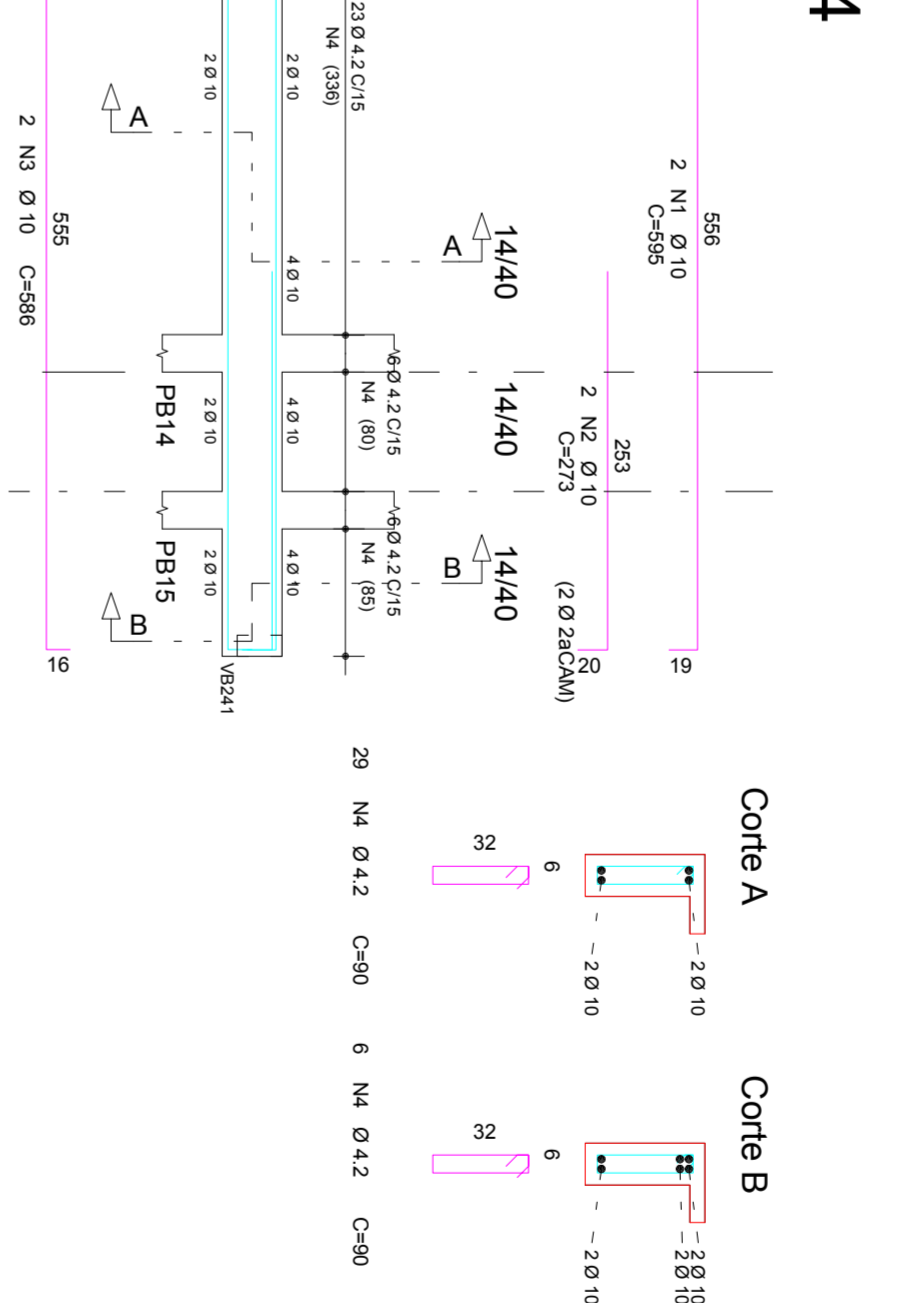 4
556
2 N1 Ø 10
C=595
19
253
2 N2 Ø 10
C=273
(2 Ø 2aCAM)
20
14/40
14/40
14/40
A
B
23 Ø 4.2 C/15
N4 (336)
6 Ø 4.2 C/15
N4 (80)
6 Ø 4.2 C/15
N4 (85)
2 Ø 10
4 Ø 10
4 Ø 10
4 Ø 10
2 Ø 10
2 Ø 10
2 Ø 10
VB241
PB14
PB15
A
B
555
2 N3 Ø 10 C=586
16
Corte A
2 Ø 10
2 Ø 10
6
32
29 N4 Ø 4.2 C=90
Corte B
2 Ø 10
2 Ø 10
2 Ø 10
6
32
6 N4 Ø 4.2 C=90